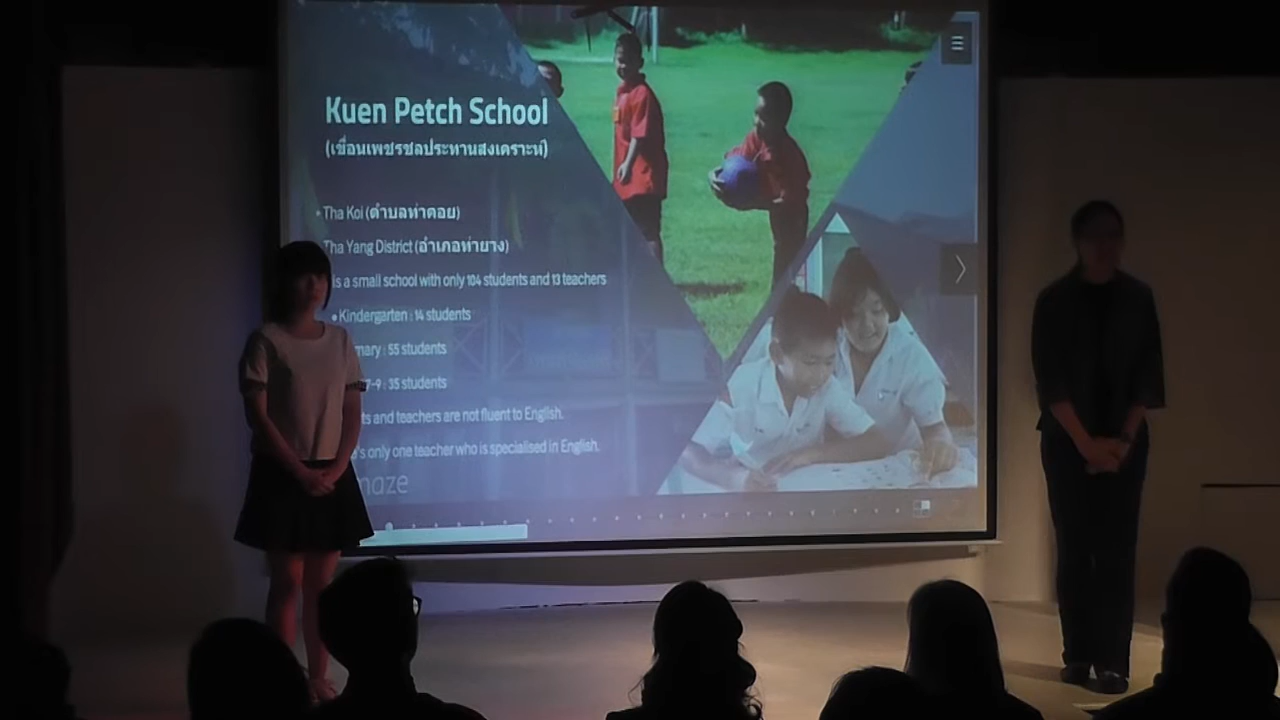 Kuen Petch School
(เขื่อนเพชรชลประทานสงเคราะห์)
• Tha Koi (ตำบลท่าคอย)
Tha Yang District (อำเภอท่ายาง)
is a small school with only 104 students and 13 teachers
• Kindergarten : 14 students
mary : 55 students
7-9 : 35 students
ts and teachers are not fluent to English.
e's only one teacher who is specialised in English.
maze